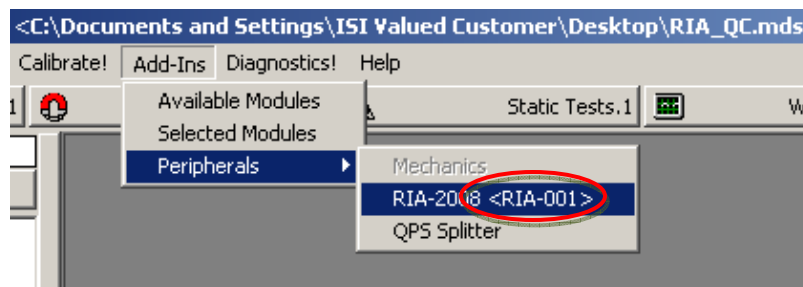 <C:\Documents and Settings\ISI Valued Customer\Desktop\RIA_QC.mds
Calibrate! Add-Ins Diagnostics! Help
1 Static Tests.1 W
Available Modules
Selected Modules
Peripherals
Mechanics
RIA-2008 <RIA-001>
QPS Splitter